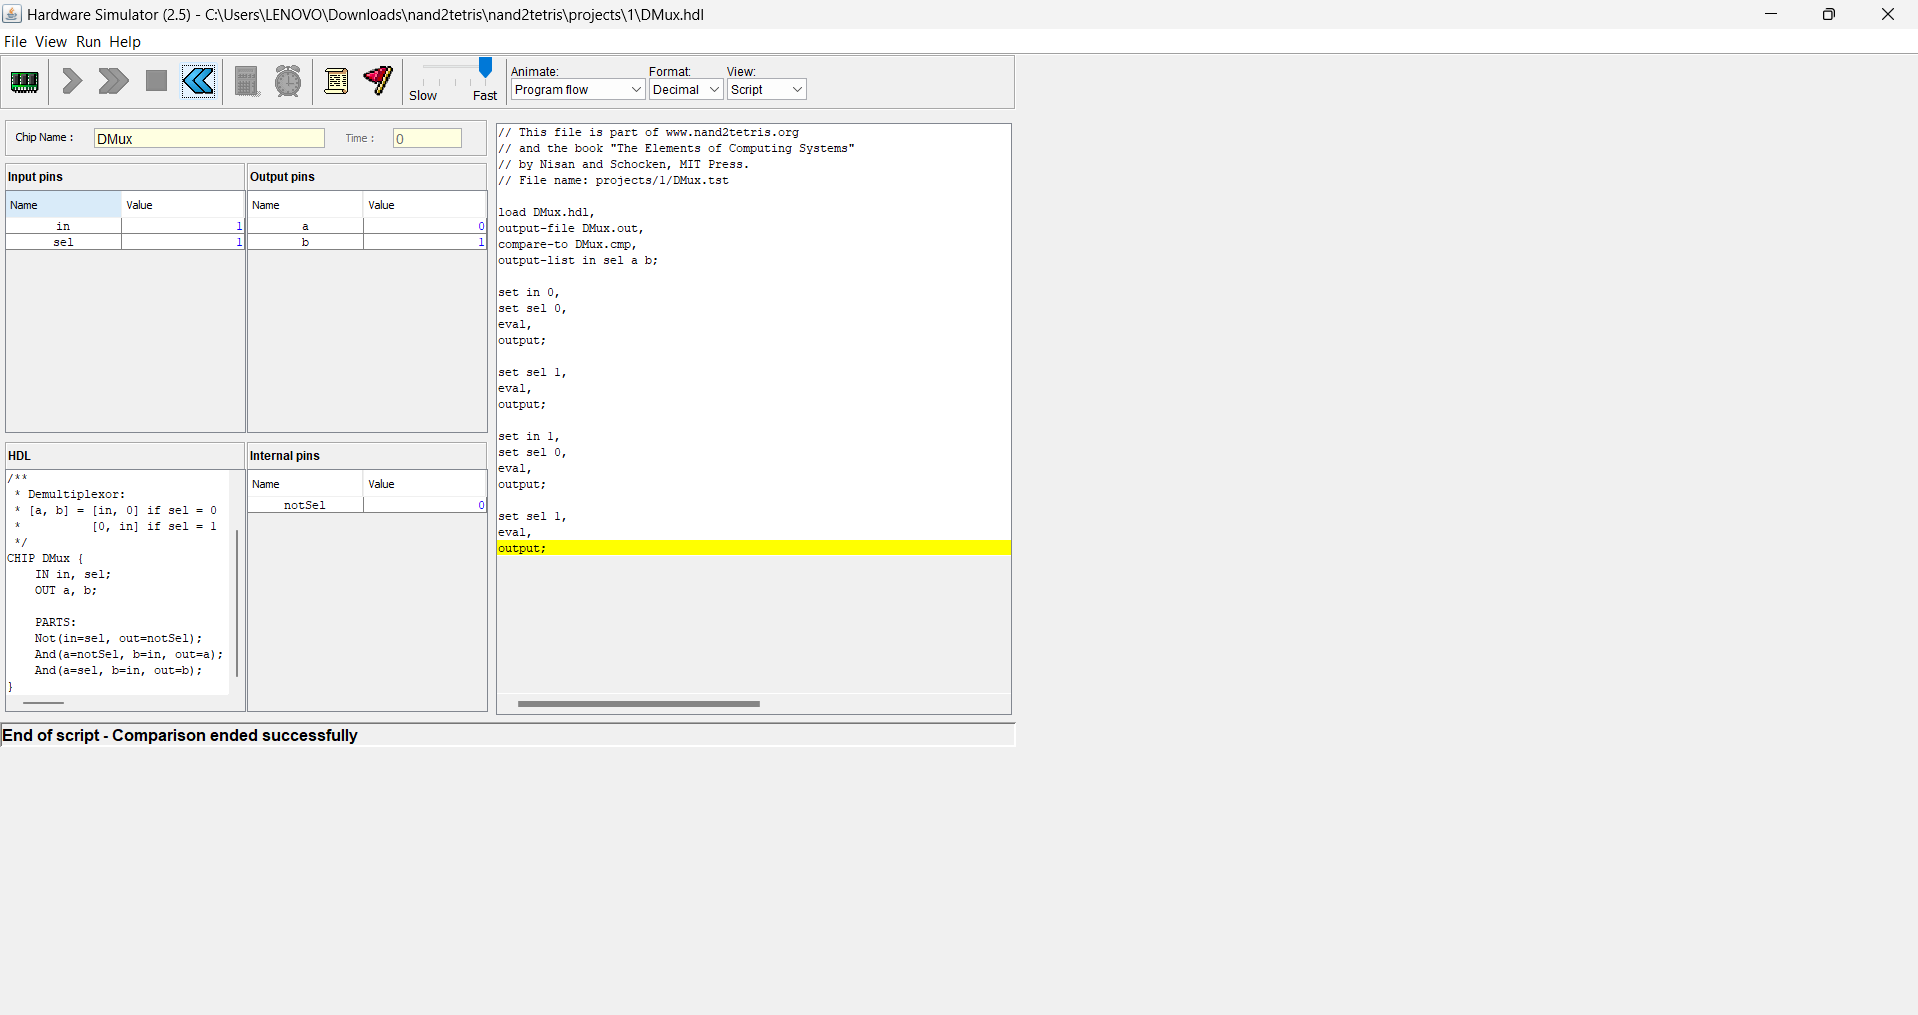 Hardware Simulator (2.5) - C:\Users\LENOVO\Downloads\nand2tetris\nand2tetris\projects\1\DMux.hdl
File View Run Help
Slow Fast
Animate: Format: View:
Program flow Decimal Script
Chip Name : DMux Time : 0
Input pins
Name Value
in 1
sel 1
Output pins
Name Value
a 0
b 1
HDL
/**
* Demultiplexor:
* [a, b] = [in, 0] if sel = 0
* [0, in] if sel = 1
*/
CHIP DMux {
IN in, sel;
OUT a, b;
PARTS:
Not(in=sel, out=notSel);
And(a=notSel, b=in, out=a);
And(a=sel, b=in, out=b);
}
Internal pins
Name Value
notSel 0
// This file is part of www.nand2tetris.org
// and the book "The Elements of Computing Systems"
// by Nisan and Schocken, MIT Press.
// File name: projects/1/DMux.tst
load DMux.hdl,
output-file DMux.out,
compare-to DMux.cmp,
output-list in sel a b;
set in 0,
set sel 0,
eval,
output;
set sel 1,
eval,
output;
set in 1,
set sel 0,
eval,
output;
set sel 1,
eval,
output;
End of script - Comparison ended successfully